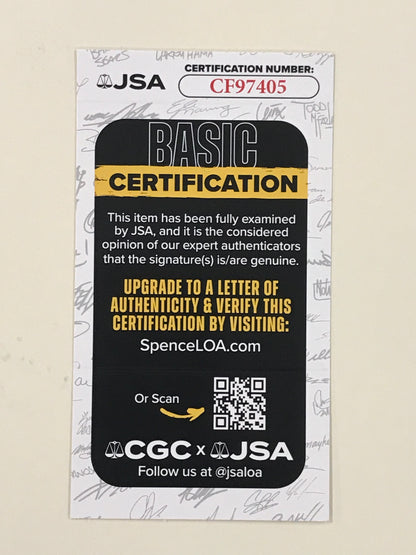 JSA
CERTIFICATION NUMBER:
CF97405
BASIC
CERTIFICATION
This item has been fully examined
by JSA, and it is the considered
opinion of our expert authenticators
that the signature(s) is/are genuine.
UPGRADE TO A LETTER OF
AUTHENTICITY & VERIFY THIS
CERTIFICATION BY VISITING:
SpenceLOA.com
Or Scan
CGC x JSA
Follow us at @jsaloa